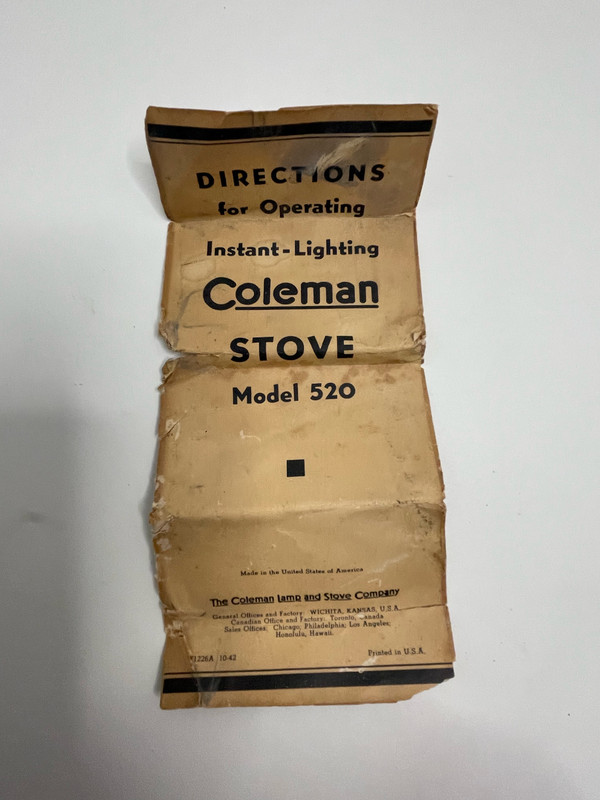 DIRECTIONS
for Operating
Instant-Lighting
Coleman
STOVE
Model 520
Made in the United States of America
The Coleman Lamp and Stove Company
General Offices and Factory: WICHITA, KANSAS, U.S.A.
Canadian Office and Factory: Toronto, Canada
Sales Offices: Chicago; Philadelphia; Los Angeles;
Honolulu, Hawaii.
1226A 10-42
Printed in U.S.A.